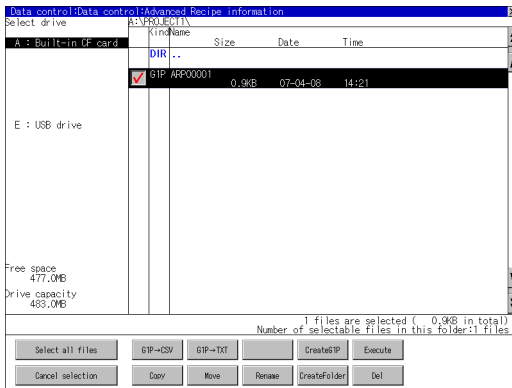 Data control:Data control:Advanced Recipe information
Select drive
A:\PROJECT1\
Kind Name
Size Date Time
A : Built-in CF card
DIR ..
G1P ARP00001
0.9KB 07-04-08 14:21
E : USB drive
Free space
477.0MB
Drive capacity
483.0MB
1 files are selected ( 0.9KB in total)
Number of selectable files in this folder:1 files
Select all files G1P→CSV G1P→TXT CreateG1P Execute
Cancel selection Copy Move Rename CreateFolder Del